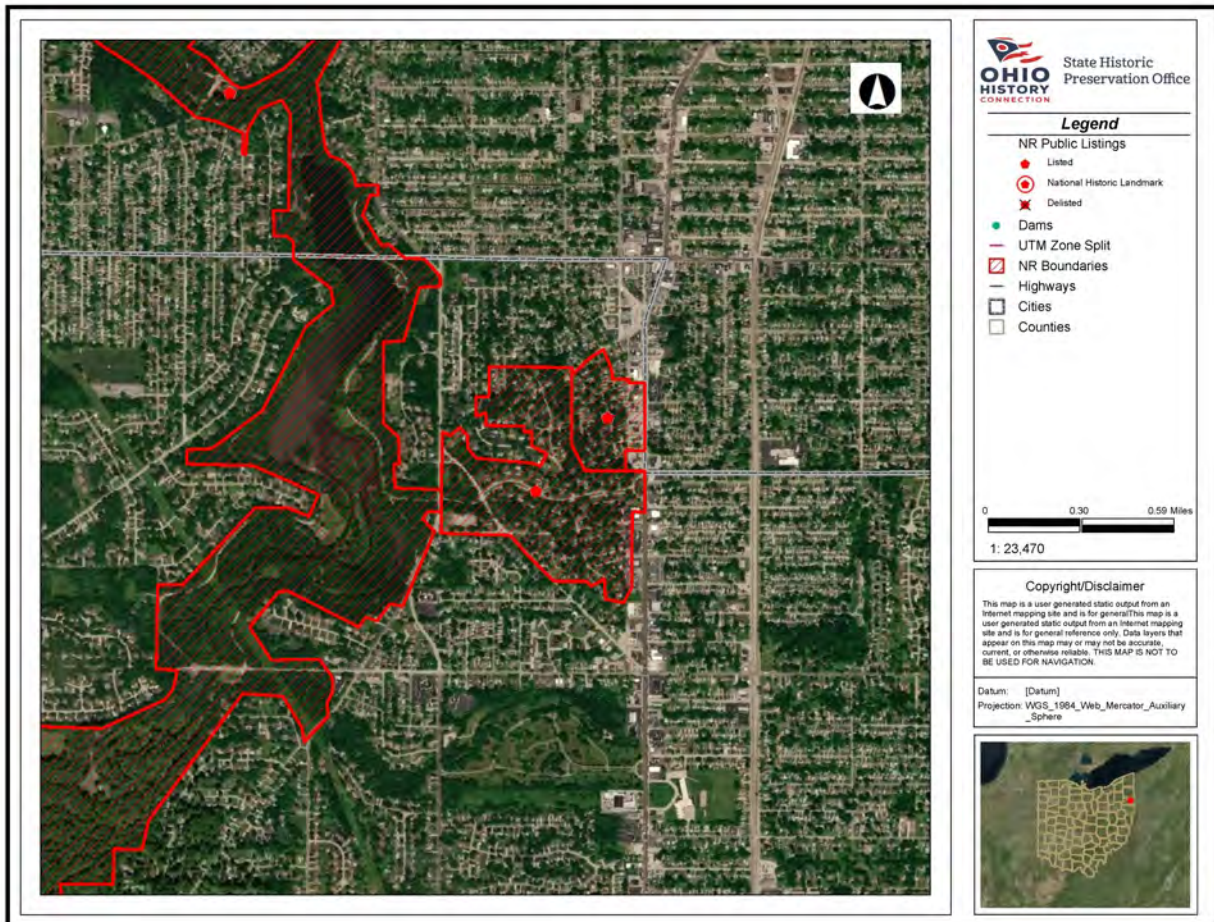 OHIO
HISTORY
CONNECTION
State Historic
Preservation Office
Legend
NR Public Listings
Listed
National Historic Landmark
Delisted
Dams
UTM Zone Split
NR Boundaries
Highways
Cities
Counties
0 0.30 0.59 Miles
1: 23,470
Copyright/Disclaimer
This map is a user generated static output from an
Internet mapping site and is for generalThis map is a
user generated static output from an Internet mapping
site and is for general reference only. Data layers that
appear on this map may or may not be accurate,
current, or otherwise reliable. THIS MAP IS NOT TO
BE USED FOR NAVIGATION.
Datum: [Datum]
Projection: WGS_1984_Web_Mercator_Auxiliary
_Sphere